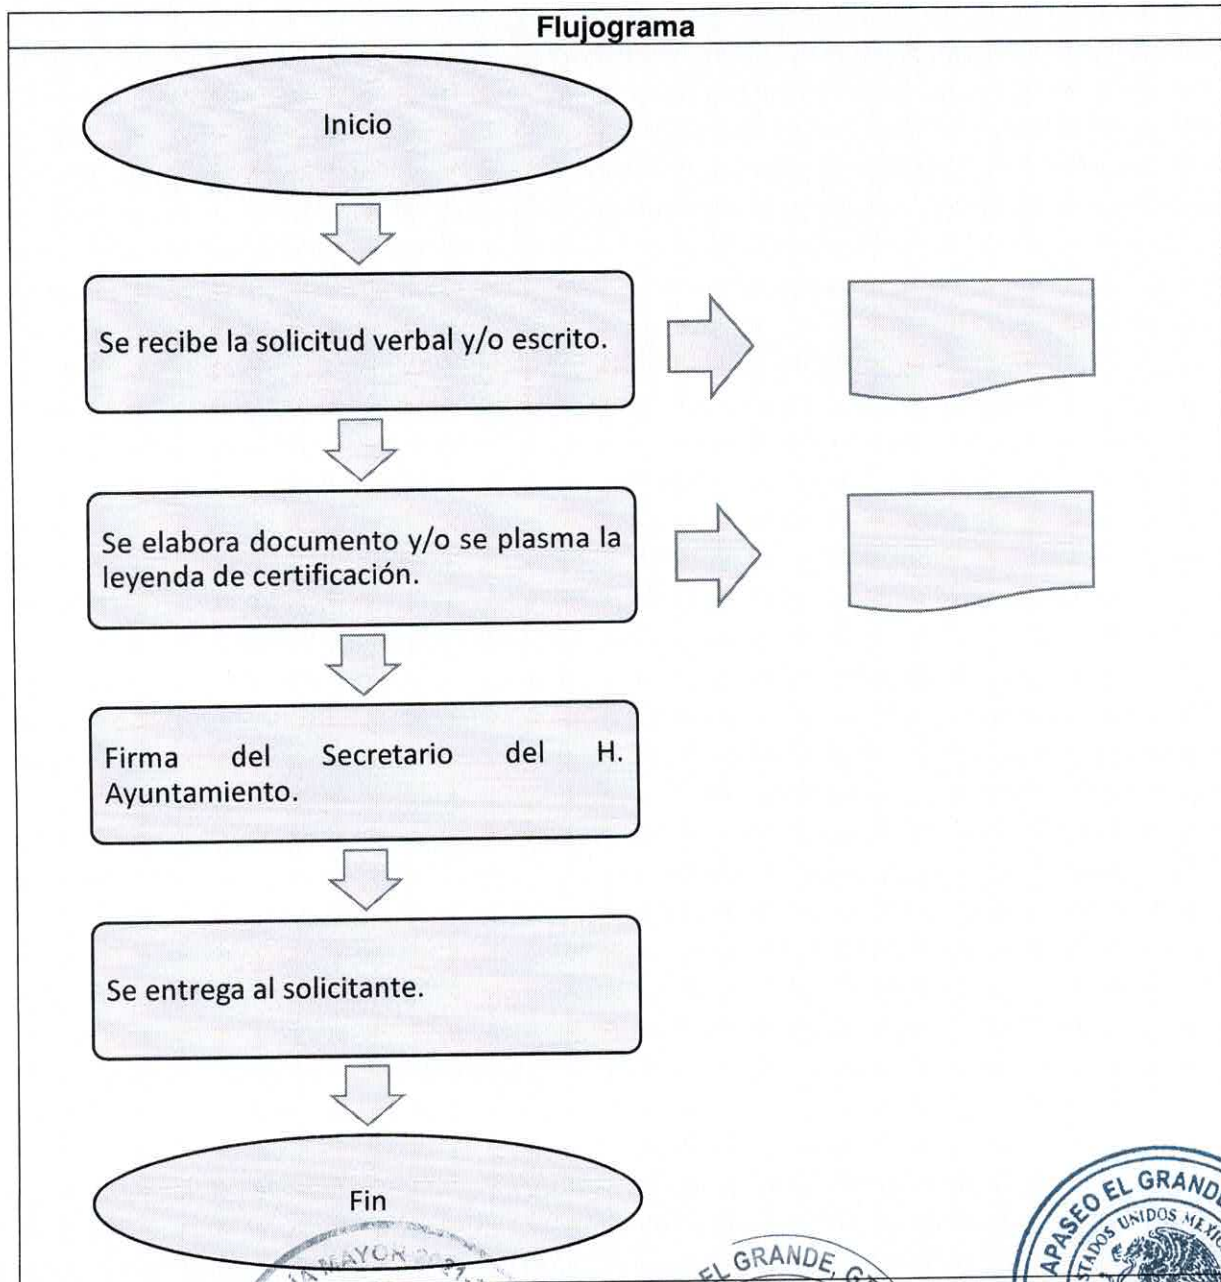 Flujograma
Inicio
Se recibe la solicitud verbal y/o escrito.
Se elabora documento y/o se plasma la
leyenda de certificación.
Firma del Secretario del H.
Ayuntamiento.
Se entrega al solicitante.
Fin
MAYOR
EL GRANDE,
APASEO EL GRANDE
UNIDOS